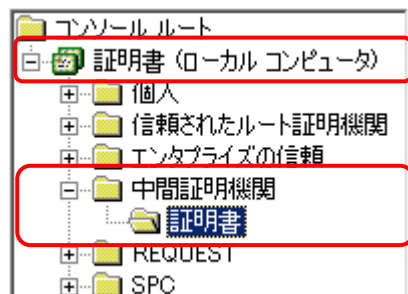 コンソール ルート
証明書 (ローカル コンピュータ)
個人
信頼されたルート証明機関
エンタプライズの信頼
中間証明機関
証明書
REQUEST
SPC